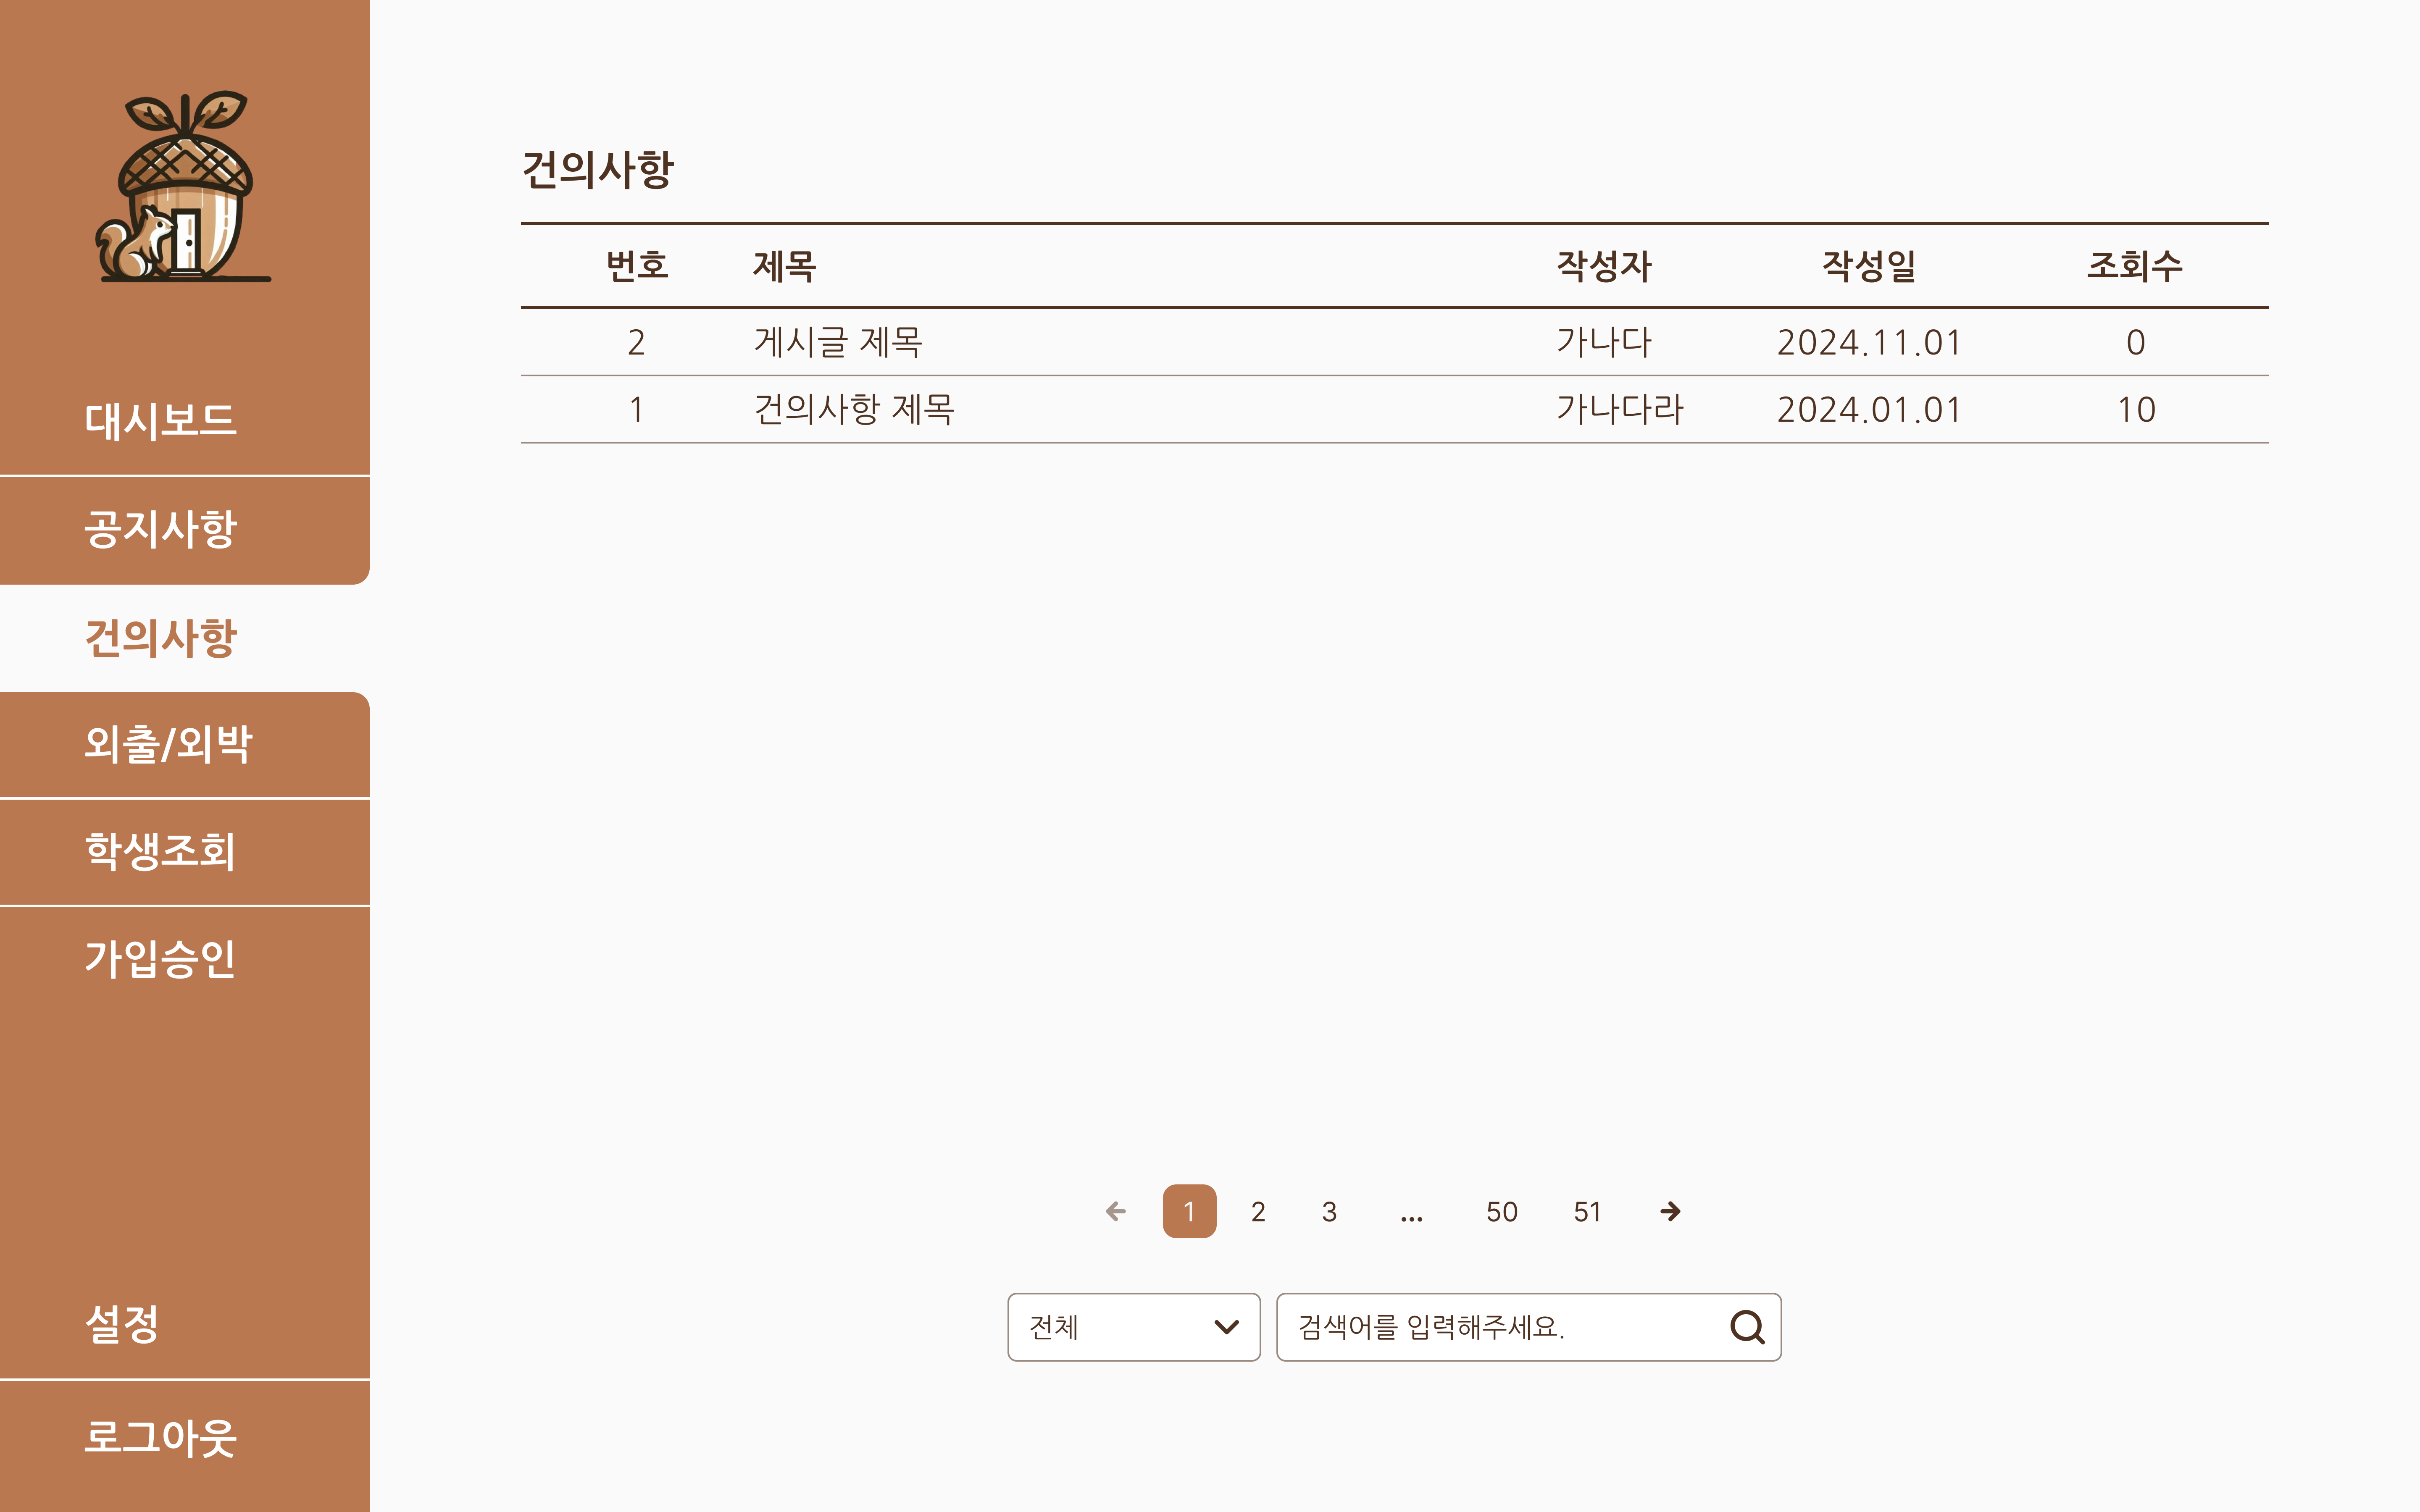 대시보드
공지사항
건의사항
외출/외박
학생조회
가입승인
설정
로그아웃
건의사항
번호 제목 작성자 작성일 조회수
2 게시글 제목 가나다 2024.11.01 0
1 건의사항 제목 가나다라 2024.01.01 10
1 2 3 ... 50 51
전체 검색어를 입력해주세요.